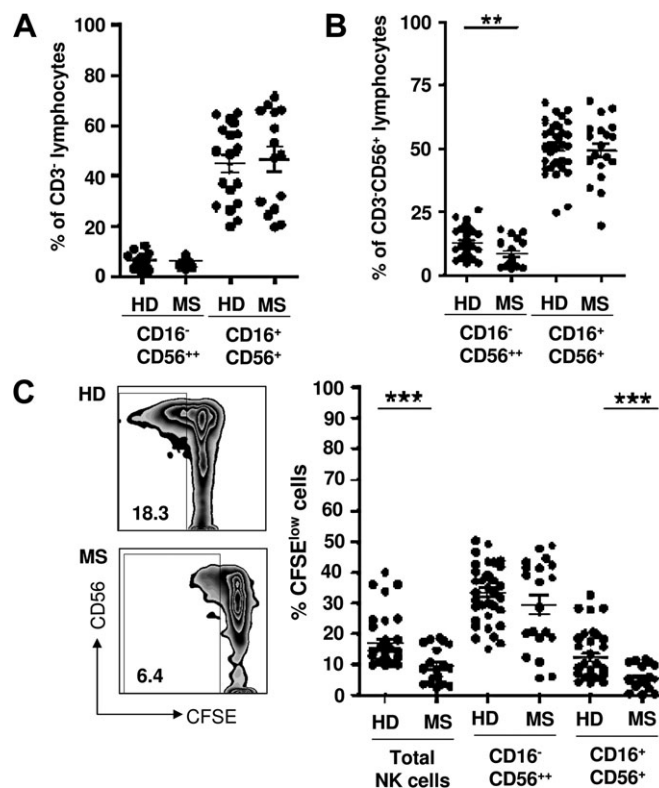 A
% of CD3⁻ lymphocytes
100
80
60
40
20
0
HD MS HD MS
CD16⁻ CD16⁺
CD56⁺⁺ CD56⁺
B
% of CD3⁻CD56⁺ lymphocytes
**
100
75
50
25
0
HD MS HD MS
CD16⁻ CD16⁺
CD56⁺⁺ CD56⁺
C
HD
18.3
MS
6.4
CD56
CFSE
% CFSEˡᵒʷ cells
*** ***
100
90
80
70
60
50
40
30
20
10
0
HD MS HD MS HD MS
Total CD16⁻ CD16⁺
NK cells CD56⁺⁺ CD56⁺